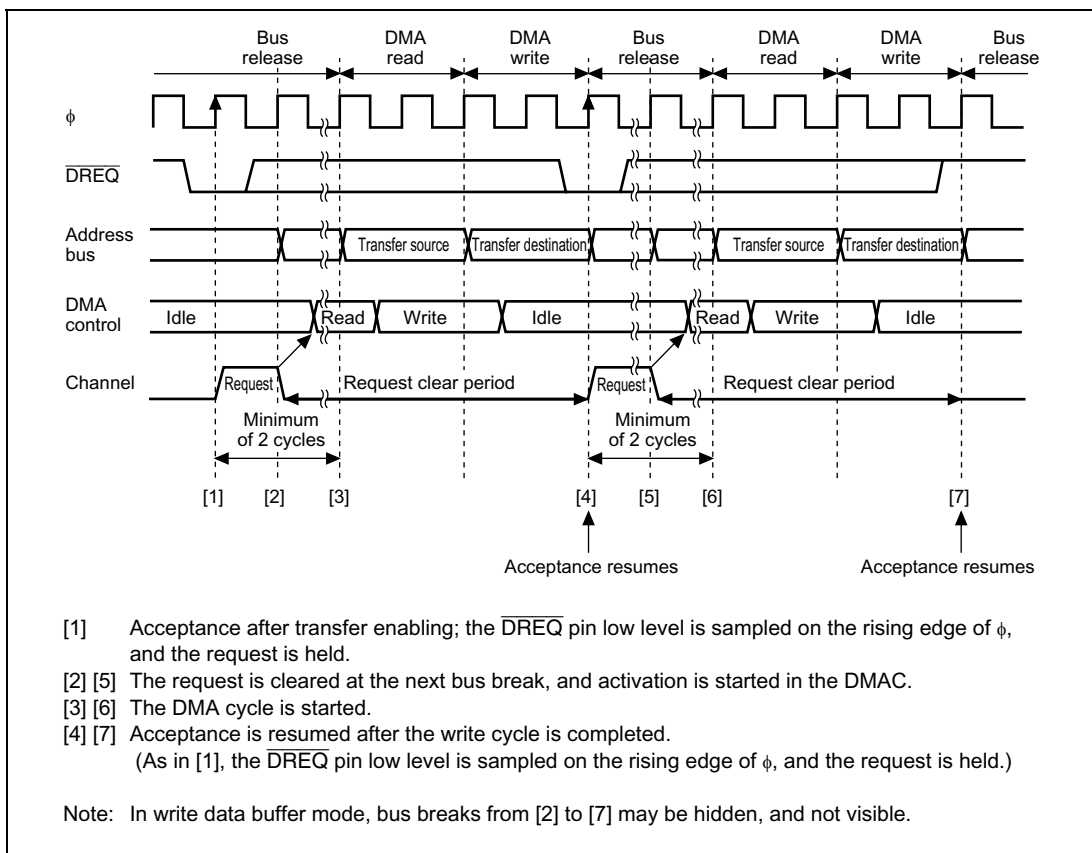 Bus release DMA read DMA write Bus release DMA read DMA write Bus release
φ
DREQ
Address bus
Transfer source Transfer destination Transfer source Transfer destination
DMA control
Idle Read Write Idle Read Write Idle
Channel
Request Request clear period Request Request clear period
Minimum of 2 cycles Minimum of 2 cycles
[1] [2] [3] [4] [5] [6] [7]
Acceptance resumes Acceptance resumes
[1] Acceptance after transfer enabling; the DREQ pin low level is sampled on the rising edge of φ,
and the request is held.
[2] [5] The request is cleared at the next bus break, and activation is started in the DMAC.
[3] [6] The DMA cycle is started.
[4] [7] Acceptance is resumed after the write cycle is completed.
(As in [1], the DREQ pin low level is sampled on the rising edge of φ, and the request is held.)
Note: In write data buffer mode, bus breaks from [2] to [7] may be hidden, and not visible.